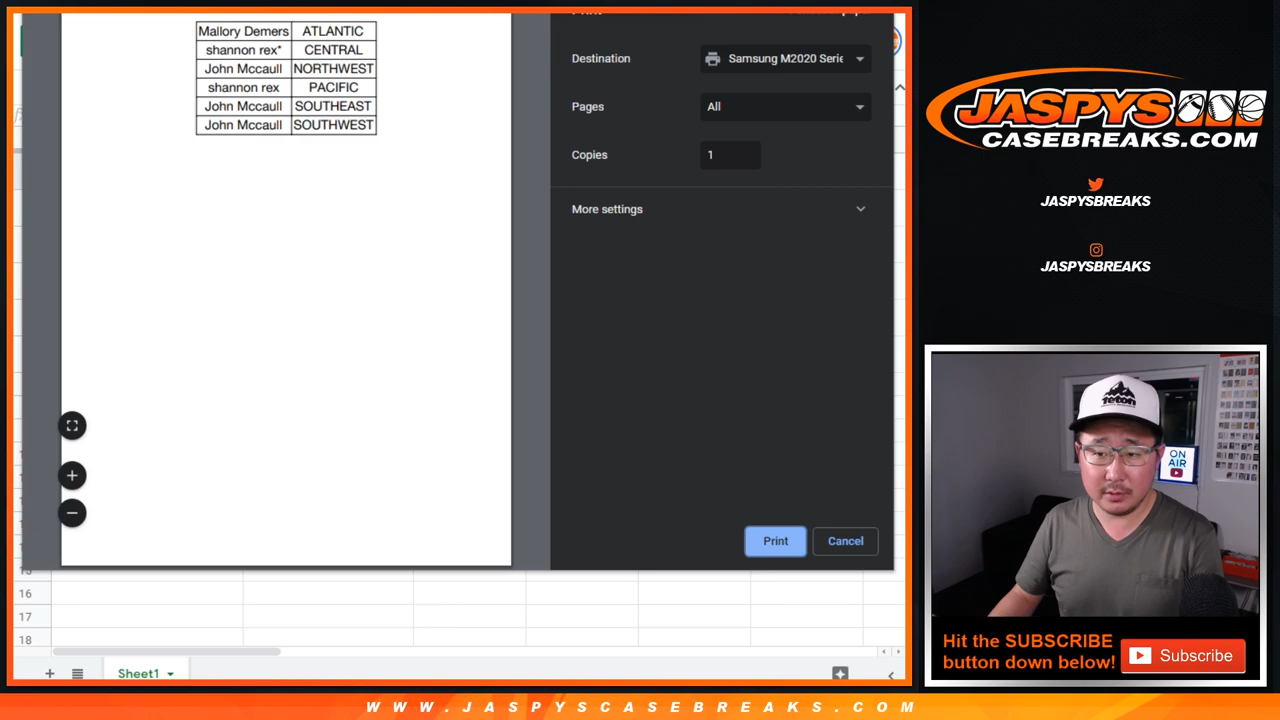 Mallory Demers ATLANTIC
shannon rex* CENTRAL
John Mccaull NORTHWEST
shannon rex PACIFIC
John Mccaull SOUTHEAST
John Mccaull SOUTHWEST
Destination Samsung M2020 Serie
Pages All
Copies 1
More settings
Print Cancel
16
17
18
Sheet1
JASPYS
CASEBREAKS.COM
JASPYSBREAKS
JASPYSBREAKS
teton
ON
AIR
Hit the SUBSCRIBE
button down below!
Subscribe
WWW.JASPYSCASEBREAKS.COM